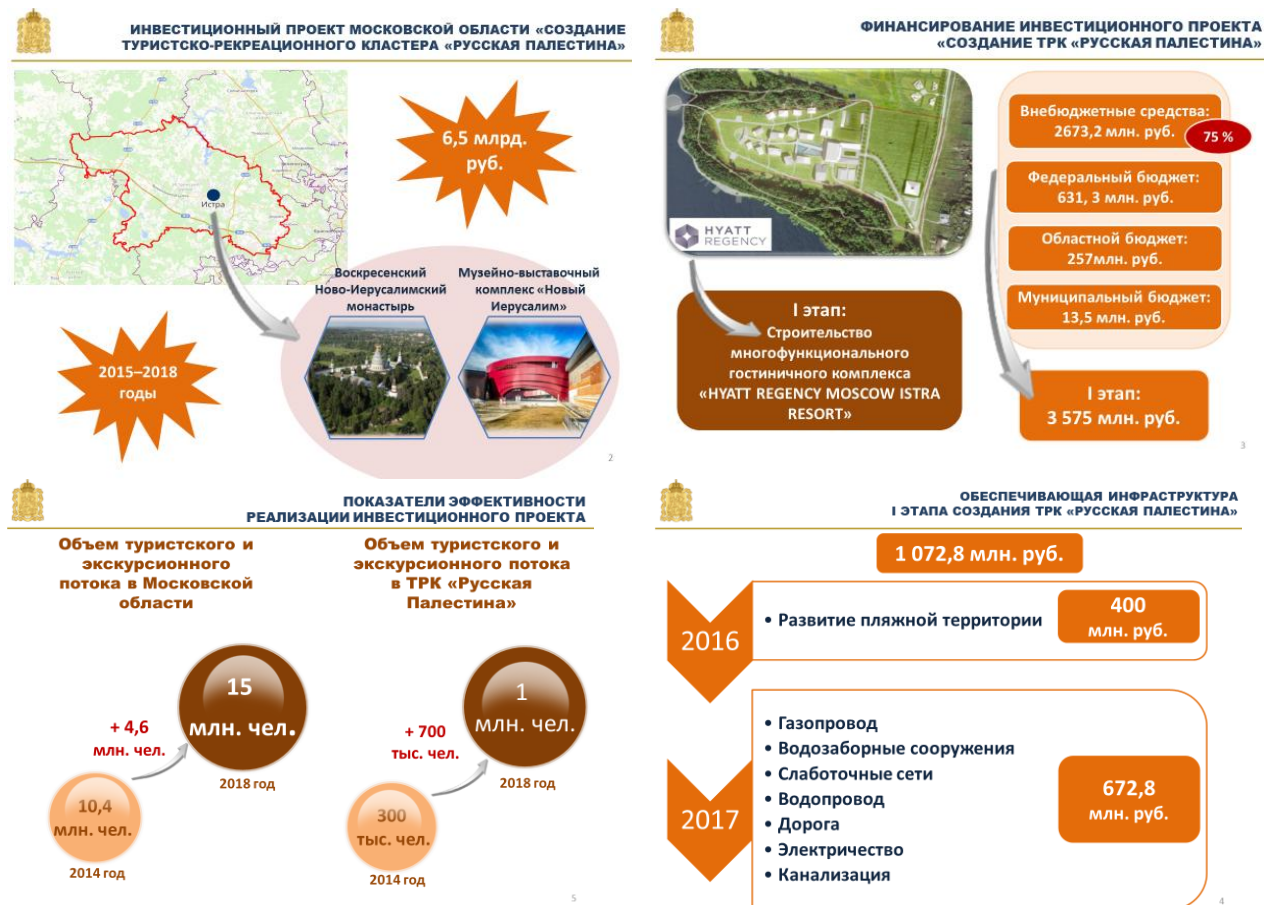 ИНВЕСТИЦИОННЫЙ ПРОЕКТ МОСКОВСКОЙ ОБЛАСТИ «СОЗДАНИЕ
ТУРИСТСКО-РЕКРЕАЦИОННОГО КЛАСТЕРА «РУССКАЯ ПАЛЕСТИНА»
Истра
6,5 млрд.
руб.
2015–2018
годы
Воскресенский
Ново-Иерусалимский
монастырь
Музейно-выставочный
комплекс «Новый
Иерусалим»
2
ФИНАНСИРОВАНИЕ ИНВЕСТИЦИОННОГО ПРОЕКТА
«СОЗДАНИЕ ТРК «РУССКАЯ ПАЛЕСТИНА»
HYATT
REGENCY
I этап:
Строительство
многофункционального
гостиничного комплекса
«HYATT REGENCY MOSCOW ISTRA
RESORT»
Внебюджетные средства:
2673,2 млн. руб.
75 %
Федеральный бюджет:
631, 3 млн. руб.
Областной бюджет:
257млн. руб.
Муниципальный бюджет:
13,5 млн. руб.
I этап:
3 575 млн. руб.
3
ПОКАЗАТЕЛИ ЭФФЕКТИВНОСТИ
РЕАЛИЗАЦИИ ИНВЕСТИЦИОННОГО ПРОЕКТА
Объем туристского и
экскурсионного
потока в Московской
области
15
млн. чел.
+ 4,6
млн. чел.
2018 год
10,4
млн. чел.
2014 год
Объем туристского и
экскурсионного потока
в ТРК «Русская
Палестина»
1
млн. чел.
+ 700
тыс. чел.
2018 год
300
тыс. чел.
2014 год
5
ОБЕСПЕЧИВАЮЩАЯ ИНФРАСТРУКТУРА
I ЭТАПА СОЗДАНИЯ ТРК «РУССКАЯ ПАЛЕСТИНА»
1 072,8 млн. руб.
2016
• Развитие пляжной территории
400
млн. руб.
2017
• Газопровод
• Водозаборные сооружения
• Слаботочные сети
• Водопровод
• Дорога
• Электричество
• Канализация
672,8
млн. руб.
4